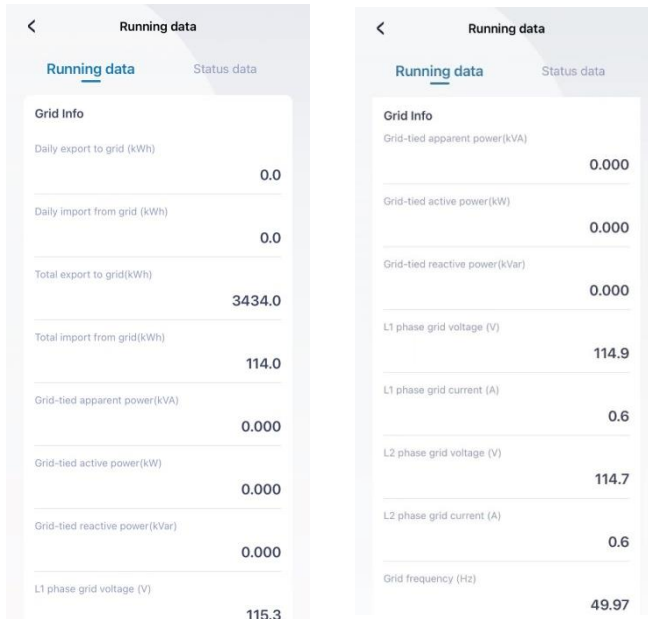 Running data
Running data Status data
Grid Info
Daily export to grid (kWh)
0.0
Daily import from grid (kWh)
0.0
Total export to grid(kWh)
3434.0
Total import from grid(kWh)
114.0
Grid-tied apparent power(kVA)
0.000
Grid-tied active power(kW)
0.000
Grid-tied reactive power(kVar)
0.000
L1 phase grid voltage (V)
115.3
Running data
Running data Status data
Grid Info
Grid-tied apparent power(kVA)
0.000
Grid-tied active power(kW)
0.000
Grid-tied reactive power(kVar)
0.000
L1 phase grid voltage (V)
114.9
L1 phase grid current (A)
0.6
L2 phase grid voltage (V)
114.7
L2 phase grid current (A)
0.6
Grid frequency (Hz)
49.97